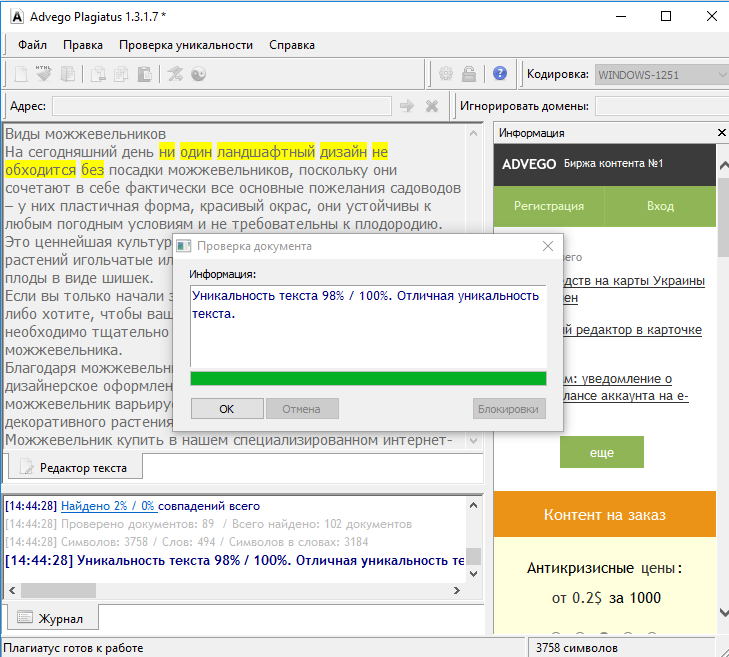 Advego Plagiatus 1.3.1.7 *
Файл Правка Проверка уникальности Справка
HTML
Кодировка: WINDOWS-1251
Адрес: Игнорировать домены:
Виды можжевельников
На сегодняшний день ни один ландшафтный дизайн не
обходится без посадки можжевельников, поскольку они
сочетают в себе фактически все основные пожелания садоводов
– у них пластичная форма, красивый окрас, они устойчивы к
любым погодным условиям и не требовательны к плодородию.
Это ценнейшая культур
растений игольчатые ил
плоды в виде шишек.
Если вы только начали з
либо хотите, чтобы ваш
необходимо тщательно
можжевельника.
Благодаря можжевельн
дизайнерское оформлен
можжевельник варьируе
декоративного растения
Можжевельник купить в нашем специализированном интернет-
Редактор текста
Проверка документа
Информация:
Уникальность текста 98% / 100%. Отличная уникальность
текста.
ОК Отмена Блокировки
Информация
ADVEGO Биржа контента №1
Регистрация Вход
его
дств на карты Украины
ен
й редактор в карточке
м: уведомление о
лансе аккаунта на e-
еще
Контент на заказ
Антикризисные цены:
от 0.2$ за 1000
[14:44:28] Найдено 2% / 0% совпадений всего
[14:44:28] Проверено документов: 89 / Всего найдено: 102 документов
[14:44:28] Символов: 3758 / Слов: 494 / Символов в словах: 3184
[14:44:28] Уникальность текста 98% / 100%. Отличная уникальность те
Журнал
Плагиатус готов к работе
3758 символов